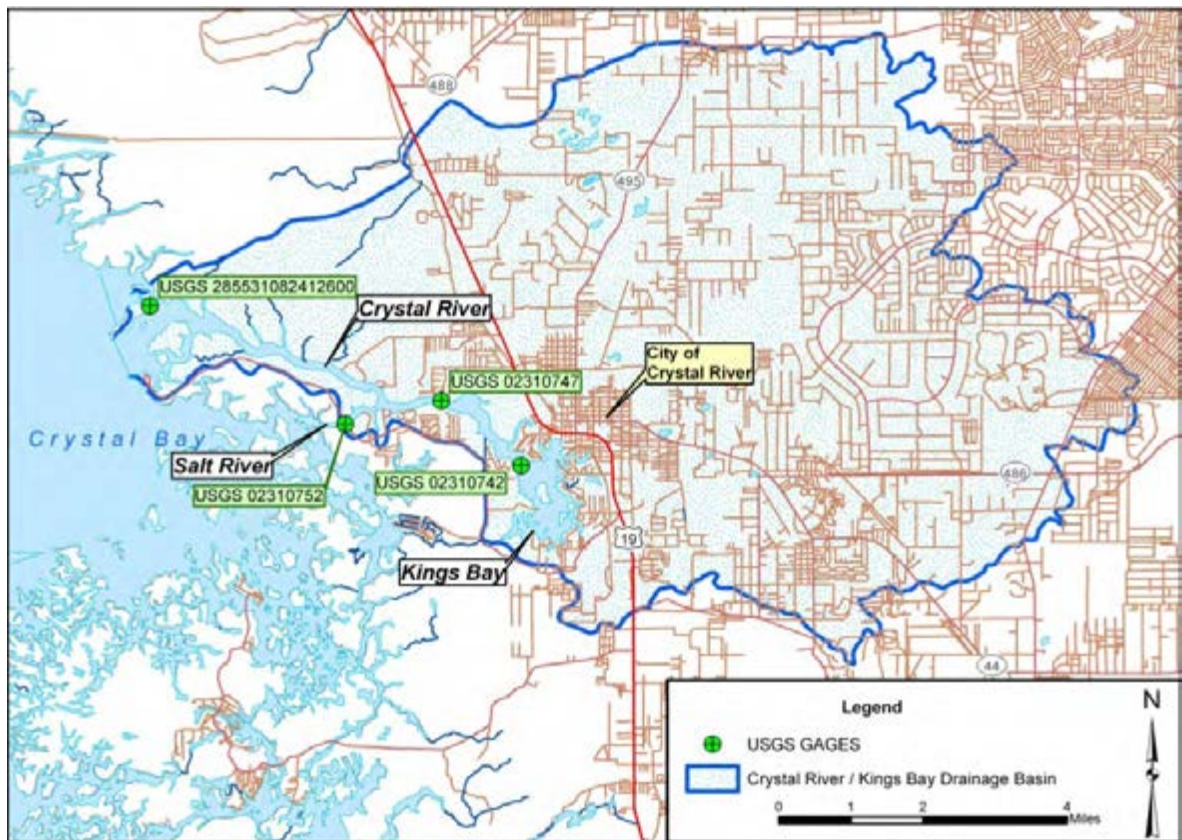 488
495
USGS 285531082412600
Crystal River
City of
Crystal River
USGS 02310747
Crystal Bay
Salt River
USGS 02310752
USGS 02310742
486
19
Kings Bay
44
Legend
N
USGS GAGES
Crystal River / Kings Bay Drainage Basin
0 1 2 4
Miles